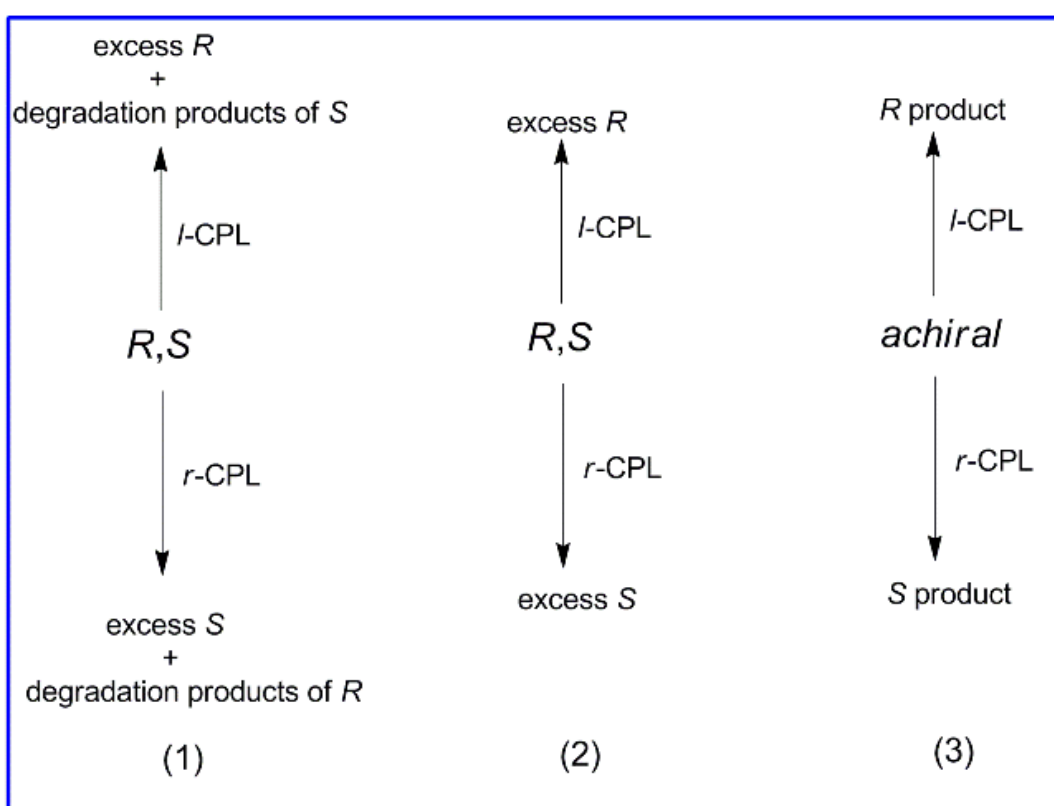 excess R
+
degradation products of S
l-CPL
R,S
r-CPL
excess S
+
degradation products of R
(1)
excess R
l-CPL
R,S
r-CPL
excess S
(2)
R product
l-CPL
achiral
r-CPL
S product
(3)